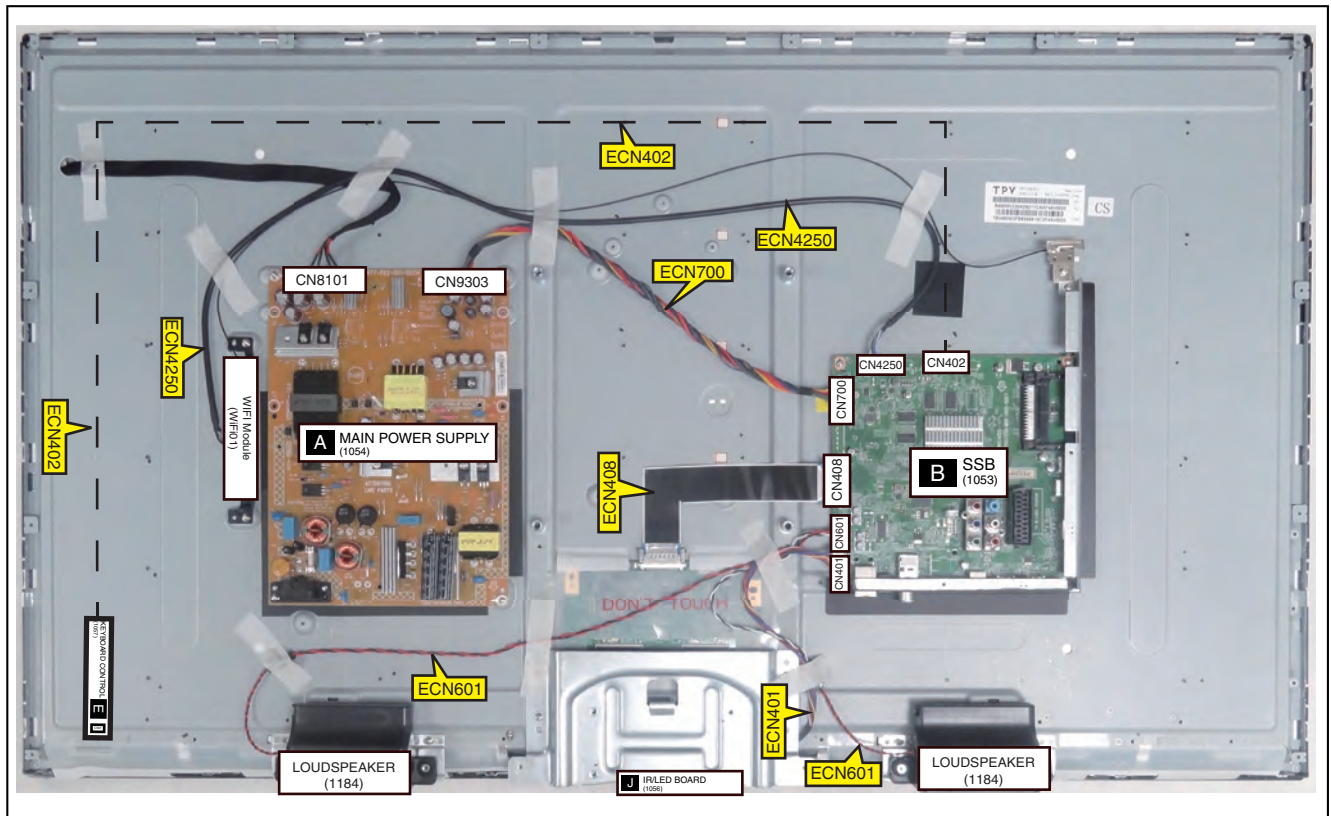 ECN402
TPV
CS
ECN4250
ECN700
CN8101
CN9303
ECN4250
WIFI Module
(WIFI01)
ECN402
CN4250
CN402
CN700
A MAIN POWER SUPPLY
(1054)
B SSB
(1053)
ECN408
CN408
CN601
CN401
DON'T TOUCH
KEYBOARD CONTROL
(1057)
E
ECN601
ECN401
ECN601
LOUDSPEAKER
(1184)
J IR/LED BOARD
(1056)
LOUDSPEAKER
(1184)